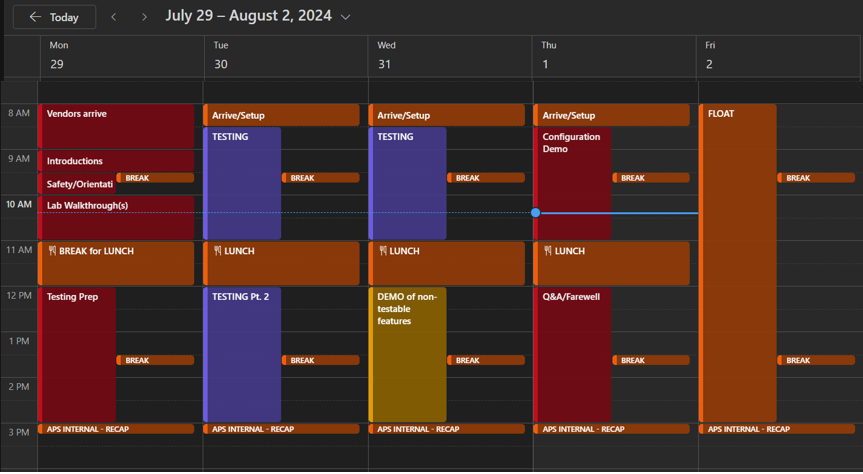 Today
July 29 – August 2, 2024
Mon
29
Tue
30
Wed
31
Thu
1
Fri
2
8 AM
9 AM
10 AM
11 AM
12 PM
1 PM
2 PM
3 PM
Vendors arrive
Introductions
Safety/Orientati
BREAK
Lab Walkthrough(s)
BREAK for LUNCH
Testing Prep
BREAK
APS INTERNAL - RECAP
Arrive/Setup
TESTING
BREAK
LUNCH
TESTING Pt. 2
BREAK
APS INTERNAL - RECAP
Arrive/Setup
TESTING
BREAK
LUNCH
DEMO of non-
testable
features
BREAK
APS INTERNAL - RECAP
Arrive/Setup
Configuration
Demo
BREAK
LUNCH
Q&A/Farewell
BREAK
APS INTERNAL - RECAP
FLOAT
BREAK
BREAK
APS INTERNAL - RECAP